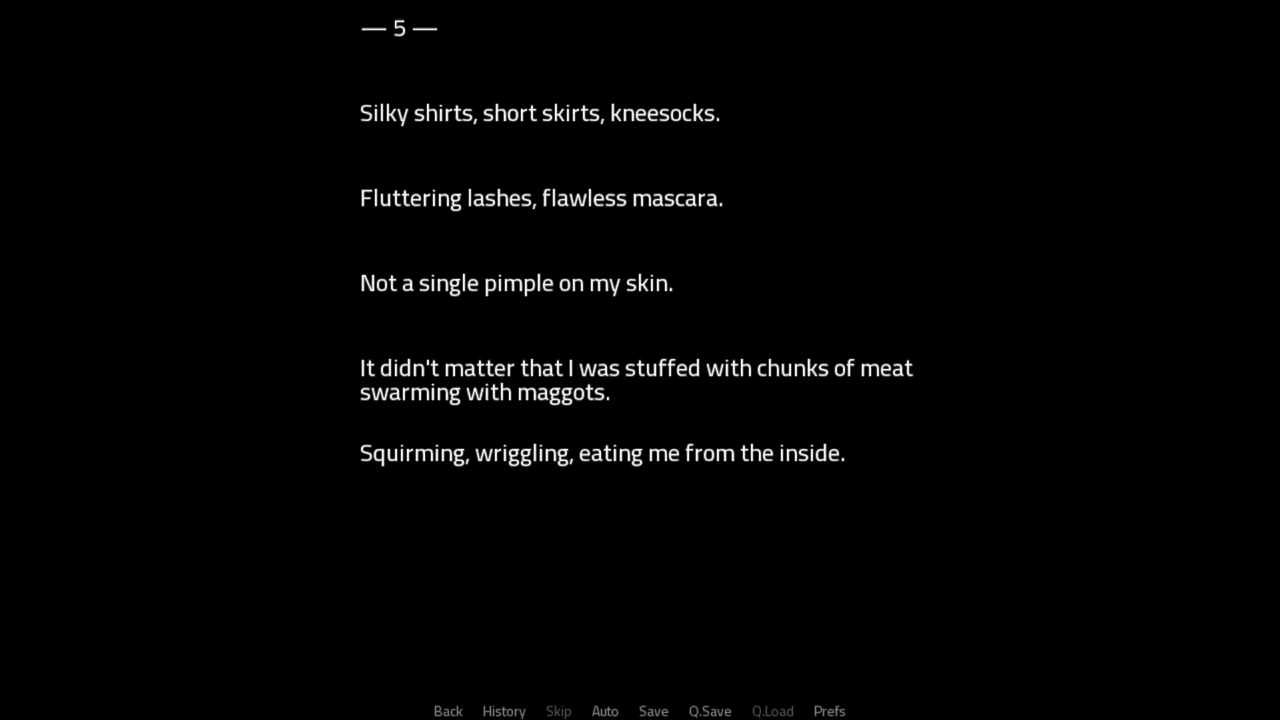 — 5 —
Silky shirts, short skirts, kneesocks.
Fluttering lashes, flawless mascara.
Not a single pimple on my skin.
It didn't matter that I was stuffed with chunks of meat
swarming with maggots.
Squirming, wriggling, eating me from the inside.
Back History Skip Auto Save Q.Save Q.Load Prefs